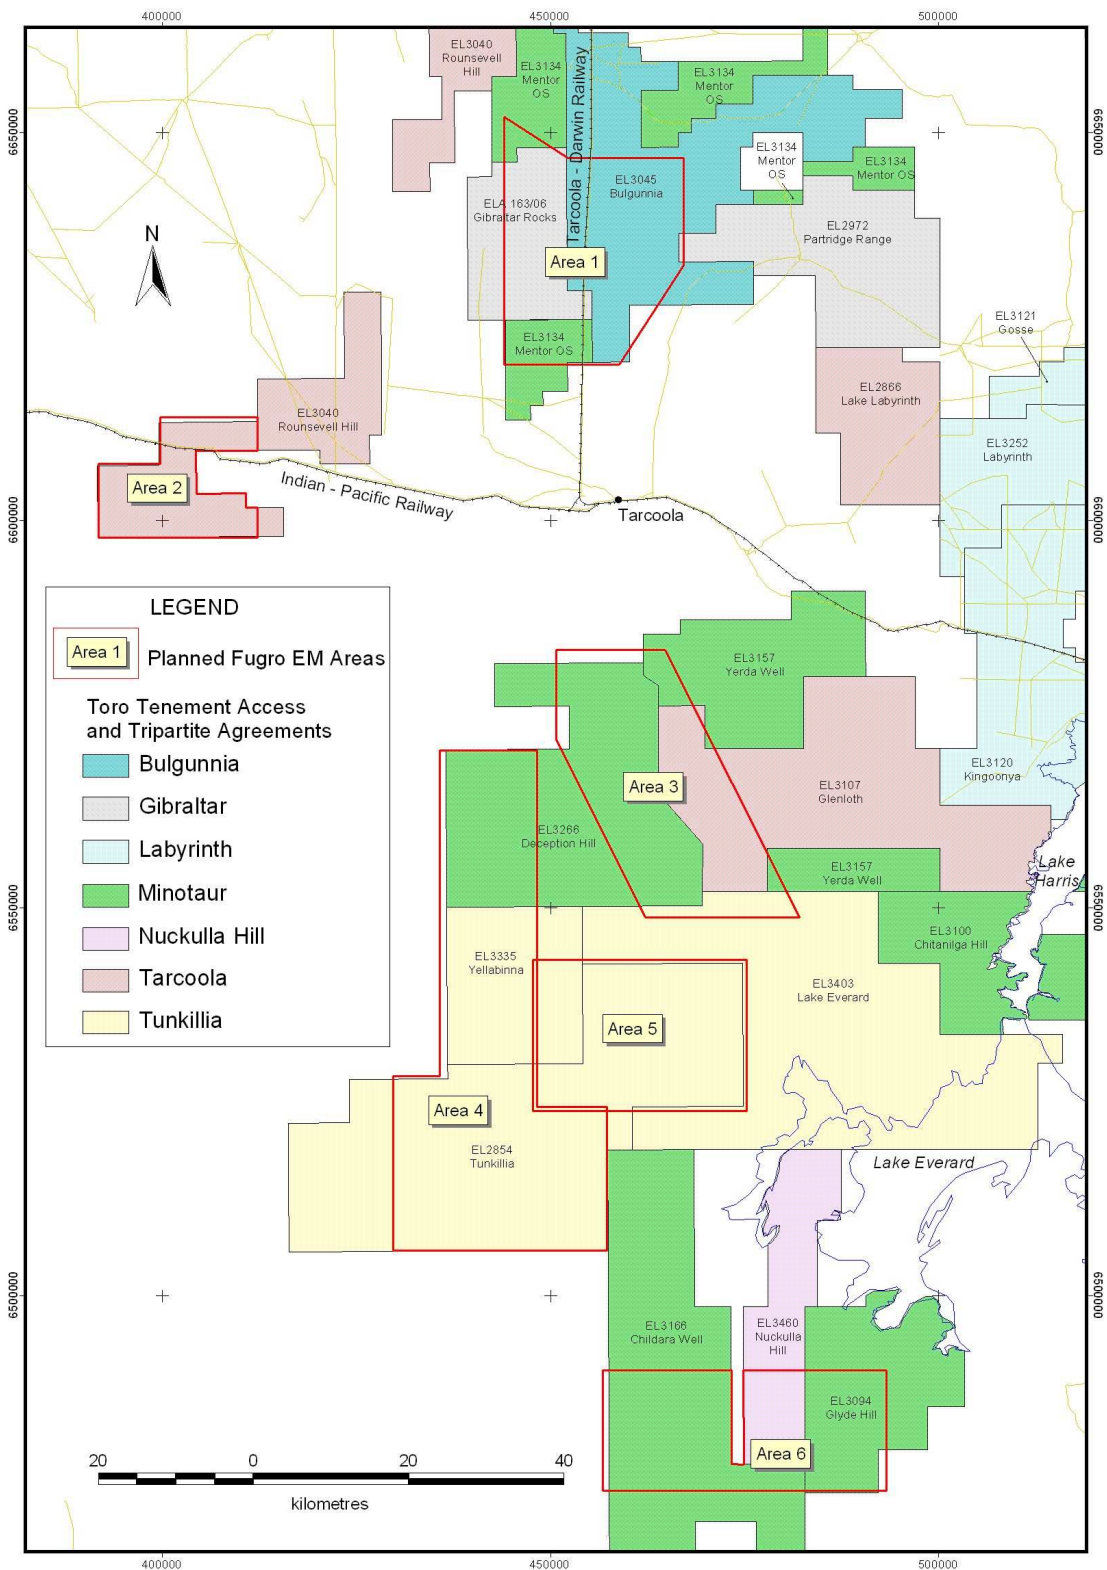 400000
450000
500000
6650000
6650000
EL3040
Rounsevell
Hill
EL3134
Mentor
OS
Tarcoola - Darwin Railway
EL3134
Mentor
OS
EL3134
Mentor
OS
EL3134
Mentor OS
EL3045
Bulgunnia
ELA 163/06
Gibraltar Rocks
EL2972
Partridge Range
N
Area 1
EL3134
Mentor OS
EL3121
Gosse
EL2866
Lake Labyrinth
EL3040
Rounsevell Hill
EL3252
Labyrinth
Area 2
Indian - Pacific Railway
Tarcoola
6600000
6600000
LEGEND
Area 1
Planned Fugro EM Areas
Toro Tenement Access
and Tripartite Agreements
Bulgunnia
Gibraltar
Labyrinth
Minotaur
Nuckulla Hill
Tarcoola
Tunkillia
EL3157
Yerda Well
EL3120
Kingoonya
Area 3
EL3107
Glenloth
EL3266
Deception Hill
EL3157
Yerda Well
Lake
Harris
6550000
6550000
EL3100
Chitanilga Hill
EL3335
Yellabinna
EL3403
Lake Everard
Area 5
Area 4
EL2854
Tunkillia
Lake Everard
6500000
6500000
EL3166
Childara Well
EL3460
Nuckulla
Hill
EL3094
Glyde Hill
Area 6
20
0
20
40
kilometres
400000
450000
500000